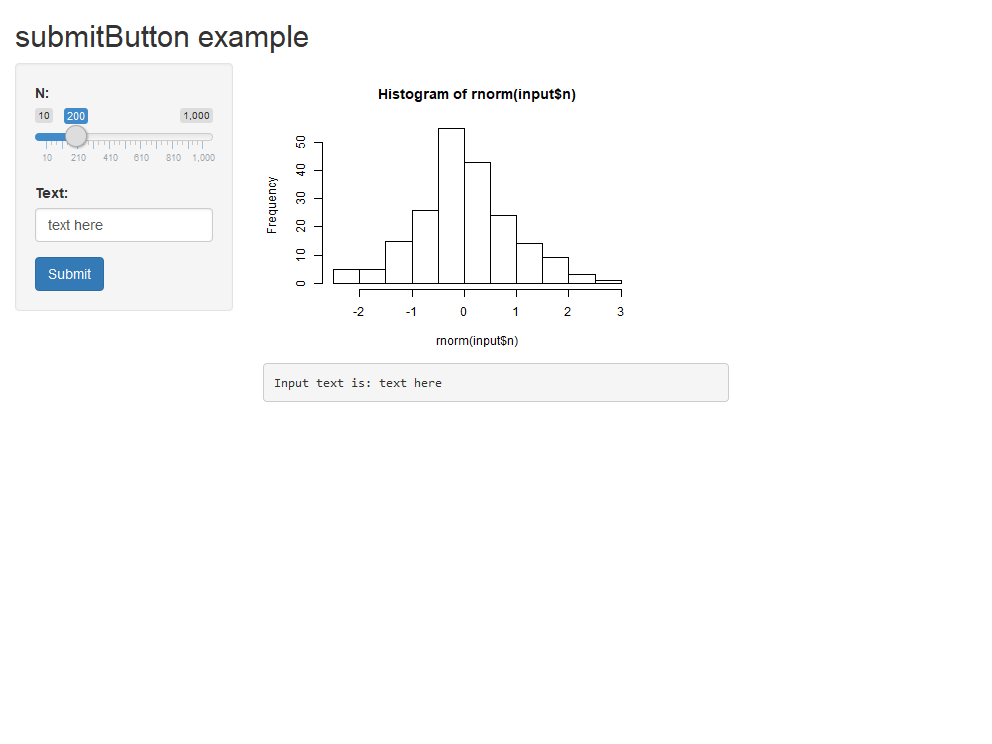 submitButton example
N:
10 200 1,000
10 210 410 610 810 1,000
Text:
text here
Submit
Histogram of rnorm(input$n)
Frequency
50
40
30
20
10
0
-2 -1 0 1 2 3
rnorm(input$n)
Input text is: text here